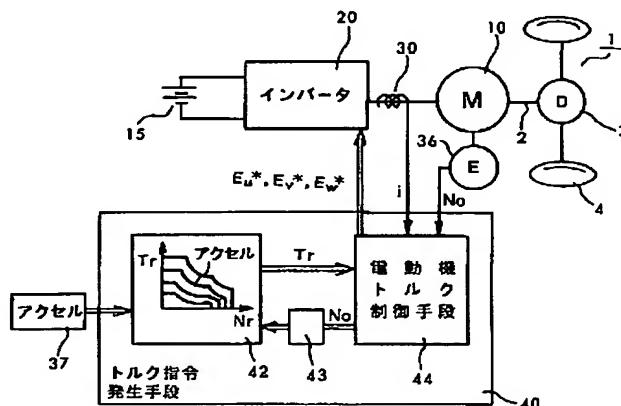 20
30
10
1
インバータ
M
D
15
2
3
36
E
4
Eu*, Ev*, Ew*
i
No
Tr
アクセル
Nr
Tr
電動機
トルク
制御手段
アクセル
No
37
42
43
44
トルク指令
発生手段
40